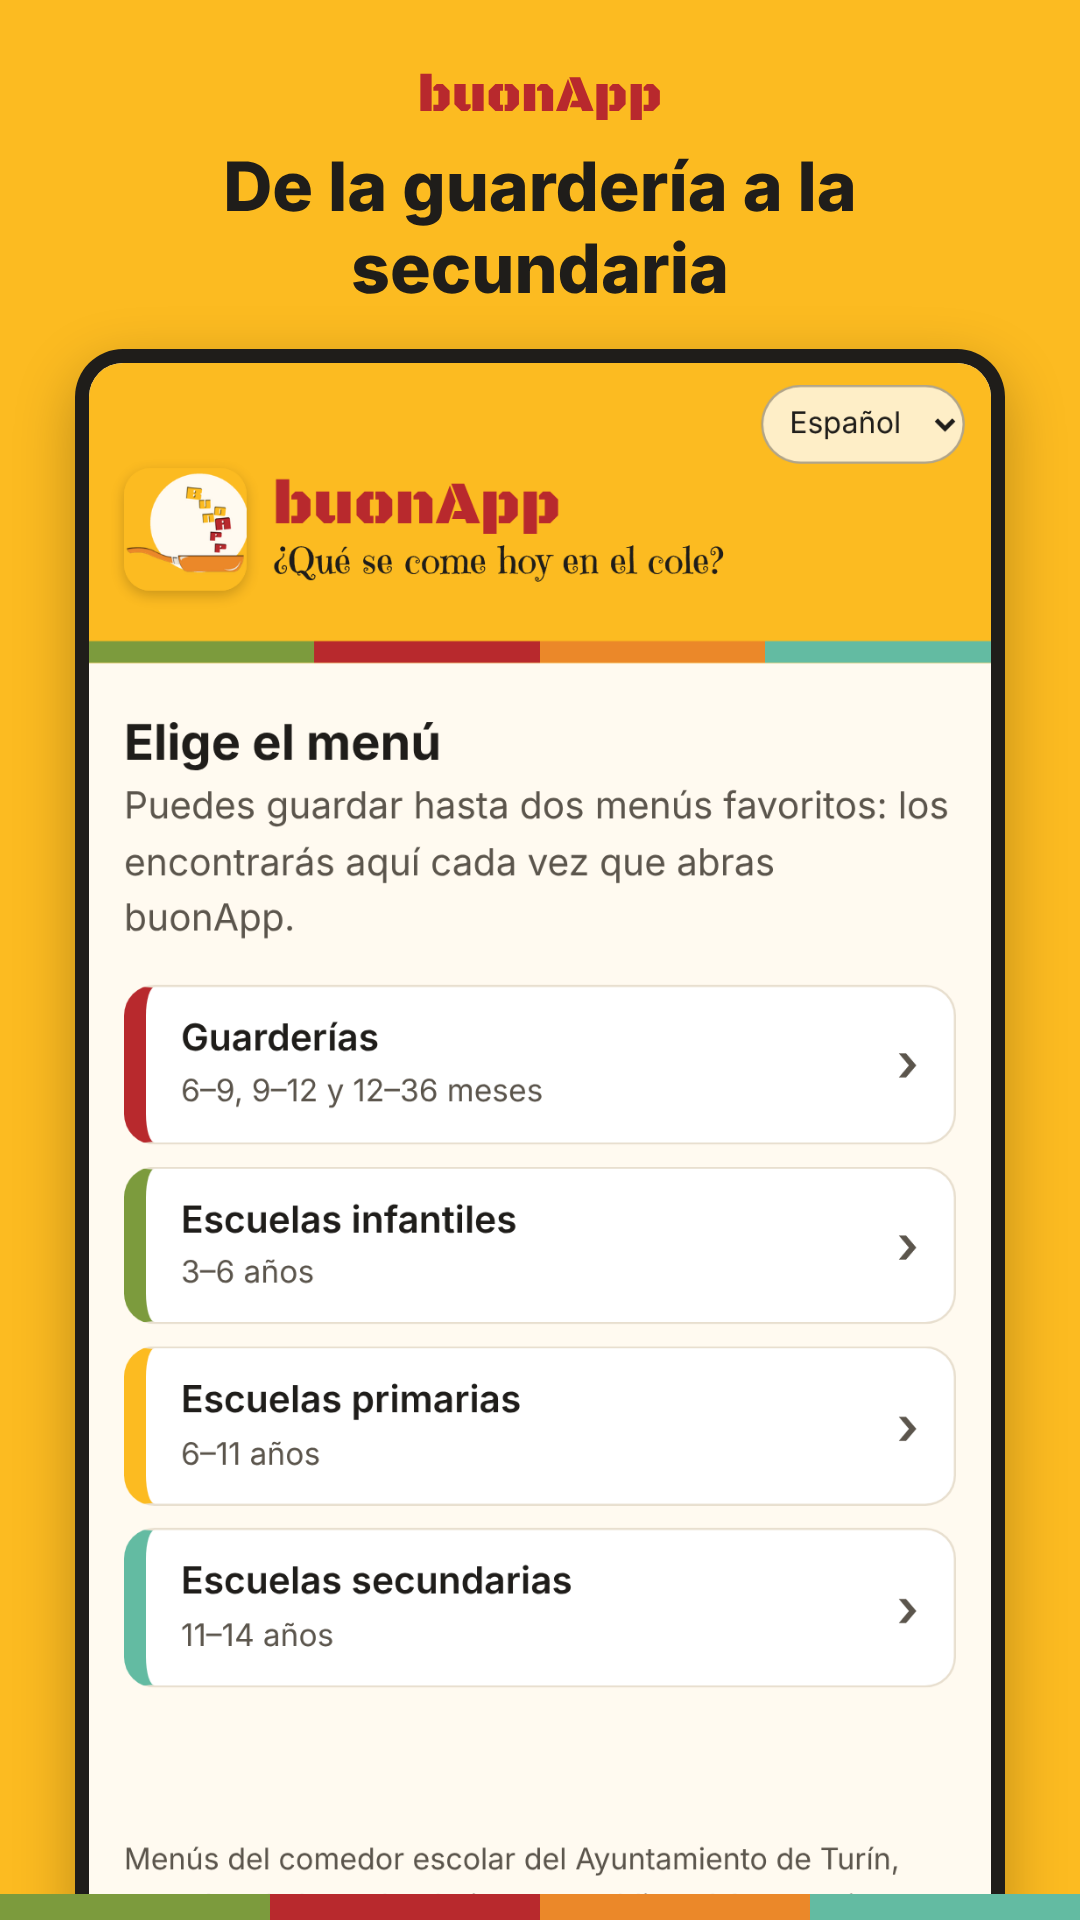 buonApp
De la guardería a la
secundaria
Español
buonApp
¿Qué se come hoy en el cole?
Elige el menú
Puedes guardar hasta dos menús favoritos: los
encontrarás aquí cada vez que abras
buonApp.
Guarderías
6–9, 9–12 y 12–36 meses
Escuelas infantiles
3–6 años
Escuelas primarias
6–11 años
Escuelas secundarias
11–14 años
Menús del comedor escolar del Ayuntamiento de Turín,